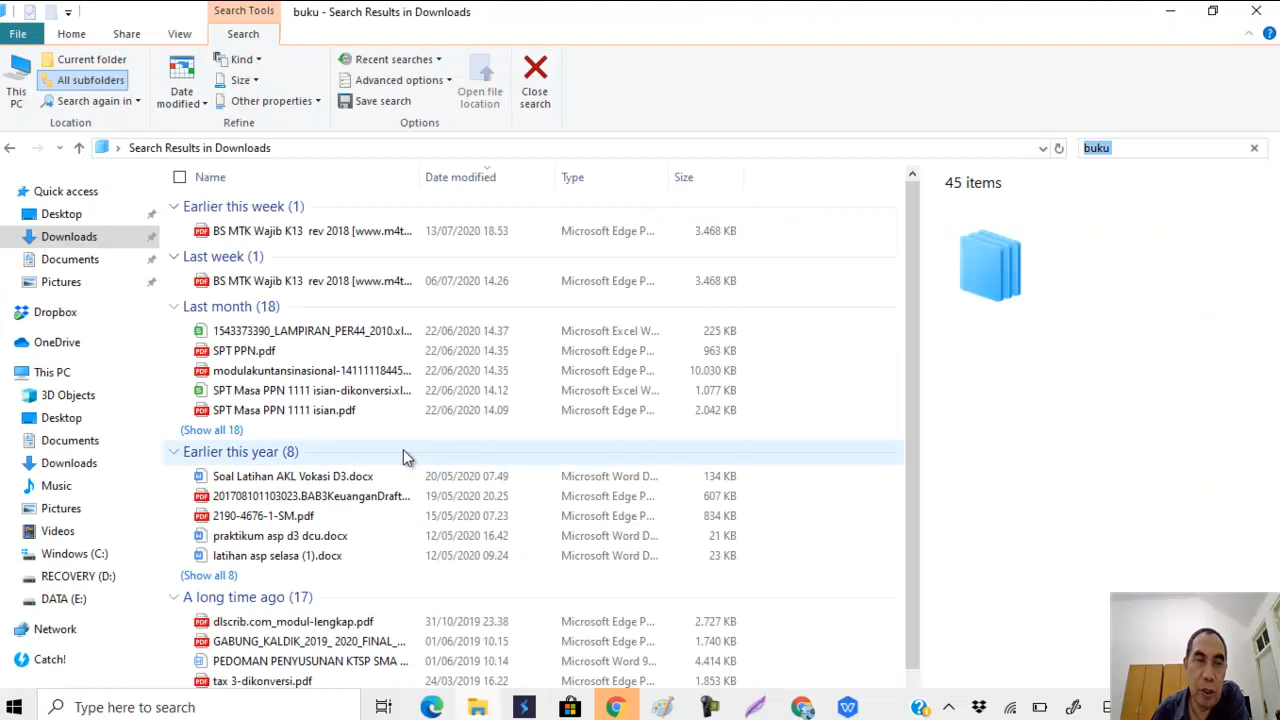 Search Tools
buku - Search Results in Downloads
File
Home
Share
View
Search
This PC
Current folder
All subfolders
Search again in
Location
Date modified
Kind
Size
Other properties
Refine
Recent searches
Advanced options
Save search
Open file location
Options
Close search
Search Results in Downloads
buku
Quick access
Desktop
Downloads
Documents
Pictures
Dropbox
OneDrive
This PC
3D Objects
Desktop
Documents
Downloads
Music
Pictures
Videos
Windows (C:)
RECOVERY (D:)
DATA (E:)
Network
Catch!
Name Date modified Type Size
Earlier this week (1)
BS MTK Wajib K13 rev 2018 [www.m4t... 13/07/2020 18.53 Microsoft Edge P... 3.468 KB
Last week (1)
BS MTK Wajib K13 rev 2018 [www.m4t... 06/07/2020 14.26 Microsoft Edge P... 3.468 KB
Last month (18)
1543373390_LAMPIRAN_PER44_2010.xl... 22/06/2020 14.37 Microsoft Excel W... 225 KB
SPT PPN.pdf 22/06/2020 14.35 Microsoft Edge P... 963 KB
modulakuntansinasional-14111118445... 22/06/2020 14.35 Microsoft Edge P... 10.030 KB
SPT Masa PPN 1111 isian-dikonversi.xl... 22/06/2020 14.12 Microsoft Excel W... 1.077 KB
SPT Masa PPN 1111 isian.pdf 22/06/2020 14.09 Microsoft Edge P... 2.042 KB
(Show all 18)
Earlier this year (8)
Soal Latihan AKL Vokasi D3.docx 20/05/2020 07.49 Microsoft Word D... 134 KB
201708101103023.BAB3KeuanganDraft... 19/05/2020 20.25 Microsoft Edge P... 607 KB
2190-4676-1-SM.pdf 15/05/2020 07.23 Microsoft Edge P... 834 KB
praktikum asp d3 dcu.docx 12/05/2020 16.42 Microsoft Word D... 21 KB
latihan asp selasa (1).docx 12/05/2020 09.24 Microsoft Word D... 23 KB
(Show all 8)
A long time ago (17)
dlscrib.com_modul-lengkap.pdf 31/10/2019 23.38 Microsoft Edge P... 2.727 KB
GABUNG_KALDIK_2019_ 2020_FINAL_... 01/06/2019 10.15 Microsoft Edge P... 1.740 KB
PEDOMAN PENYUSUNAN KTSP SMA ... 01/06/2019 10.14 Microsoft Word 9... 4.414 KB
tax 3-dikonversi.pdf 24/03/2019 16.22 Microsoft Edge P... 1.853 KB
45 items
Type here to search